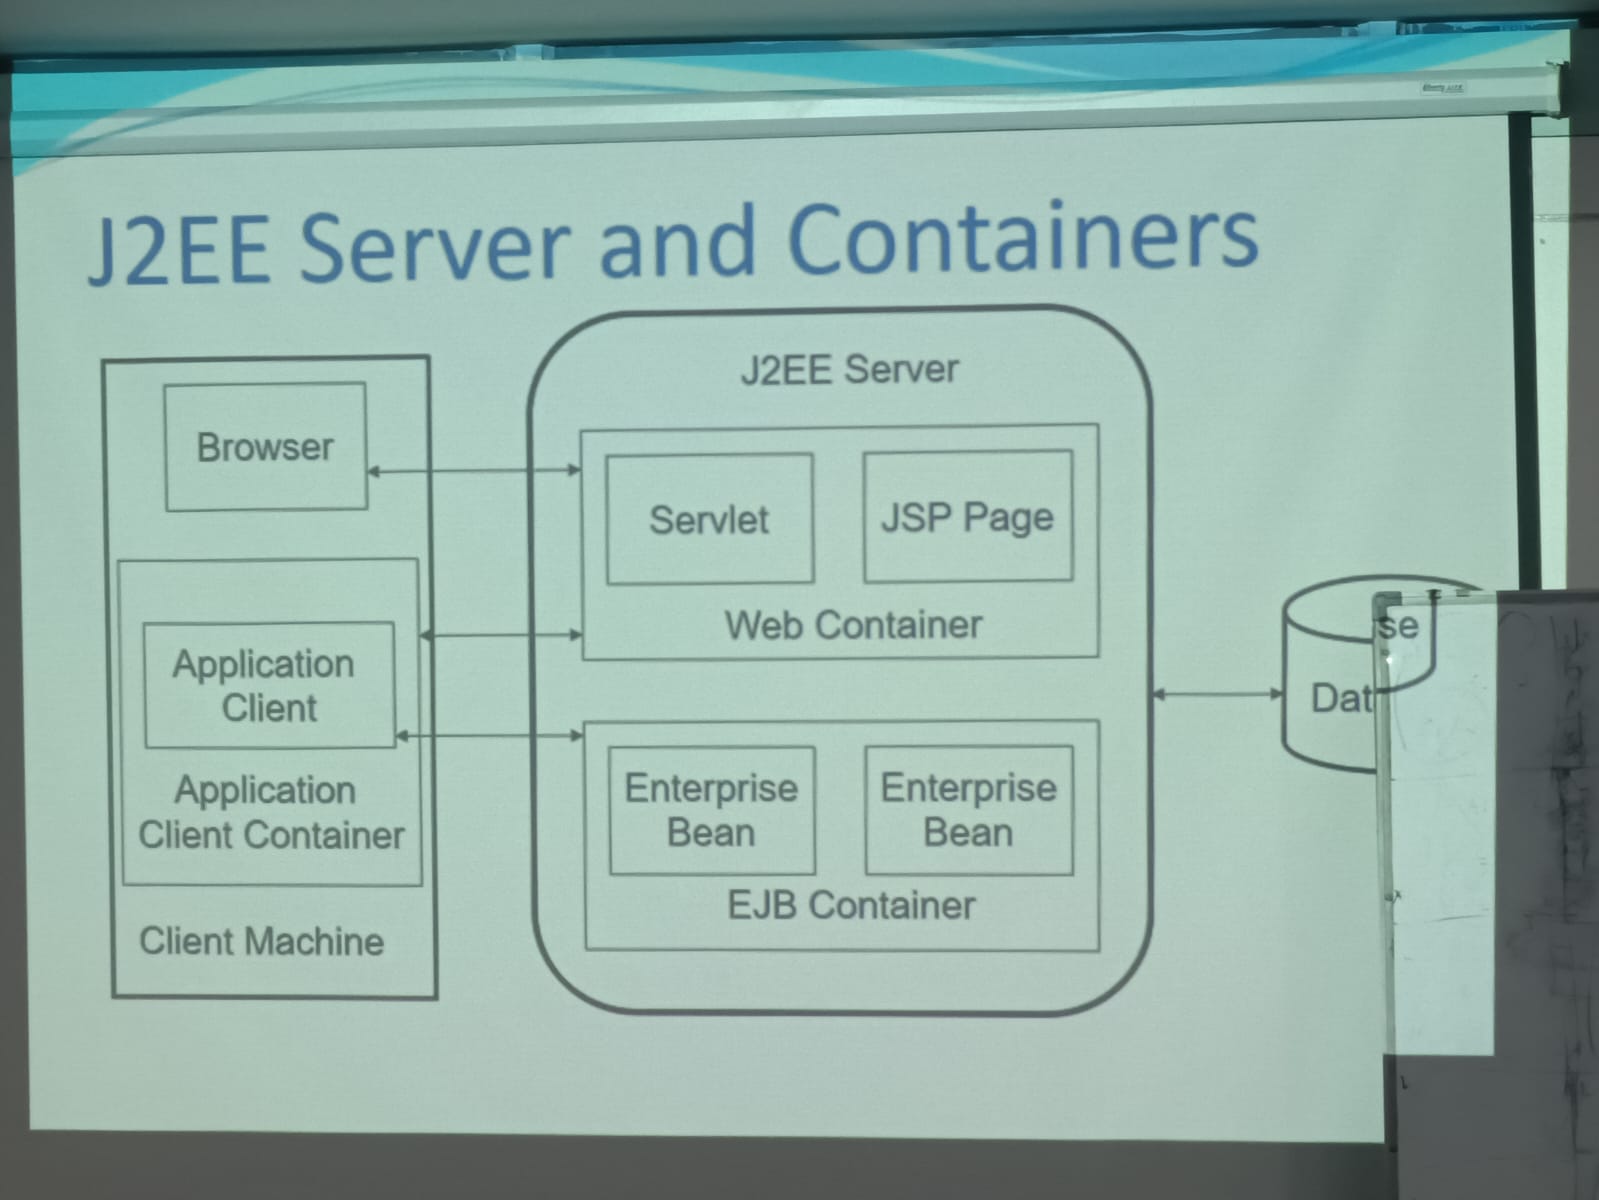 J2EE Server and Containers
J2EE Server
Browser
Servlet
JSP Page
Web Container
Application
Client
Application
Client Container
Client Machine
Enterprise
Bean
Enterprise
Bean
EJB Container
se
Dat